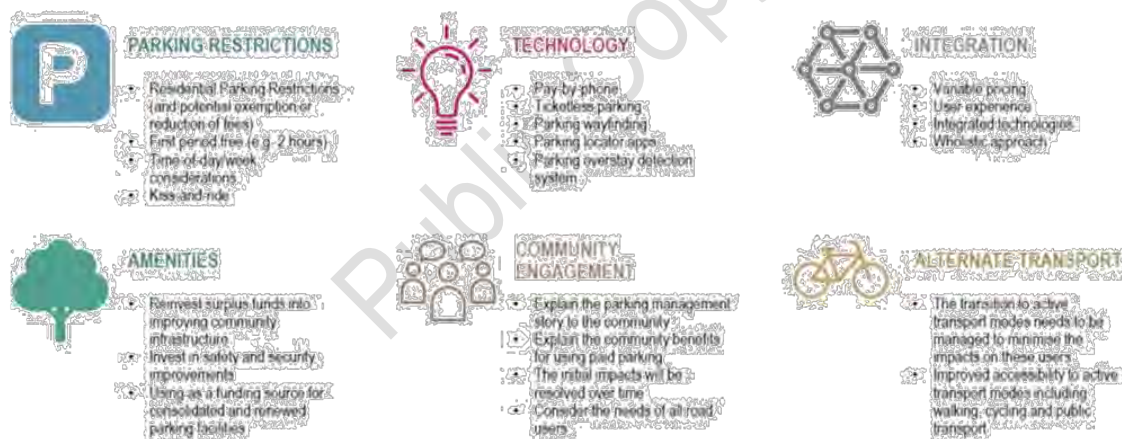 P
PARKING RESTRICTIONS
• Residential Parking Restrictions
(and potential exemption or
reduction of fees)
• First period free (e.g. 2 hours)
• Time-of-day/week
considerations
• Kiss-and-ride
TECHNOLOGY
• Pay-by-phone
• Ticketless parking
• Parking wayfinding
• Parking locator apps
• Parking overstay detection
system
INTEGRATION
• Variable pricing
• User experience
• Integrated technologies
• Wholistic approach
AMENITIES
• Reinvest surplus funds into
improving community
infrastructure
• Invest in safety and security
improvements
• Using as a funding source for
consolidated and renewed
parking facilities
COMMUNITY
ENGAGEMENT
• Explain the parking management
story to the community
• Explain the community benefits
for using paid parking
• The initial impacts will be
resolved over time
• Consider the needs of all road
users
ALTERNATE TRANSPORT
• The transition to active
transport modes needs to be
managed to minimise the
impacts on these users
• Improved accessibility to active
transport modes including
walking, cycling and public
transport
Public Cop